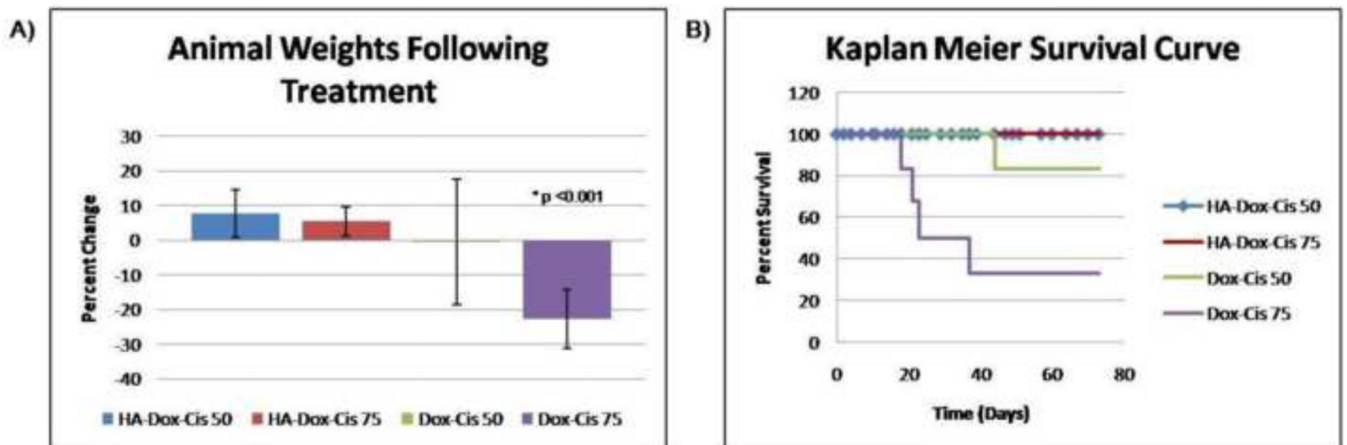 A)
Animal Weights Following
Treatment
30
20
10
0
-10
-20
-30
-40
Percent Change
* p <0.001
HA-Dox-Cis 50 HA-Dox-Cis 75 Dox-Cis 50 Dox-Cis 75
B)
Kaplan Meier Survival Curve
120
100
80
60
40
20
0
Percent Survival
0 20 40 60 80
Time (Days)
HA-Dox-Cis 50
HA-Dox-Cis 75
Dox-Cis 50
Dox-Cis 75